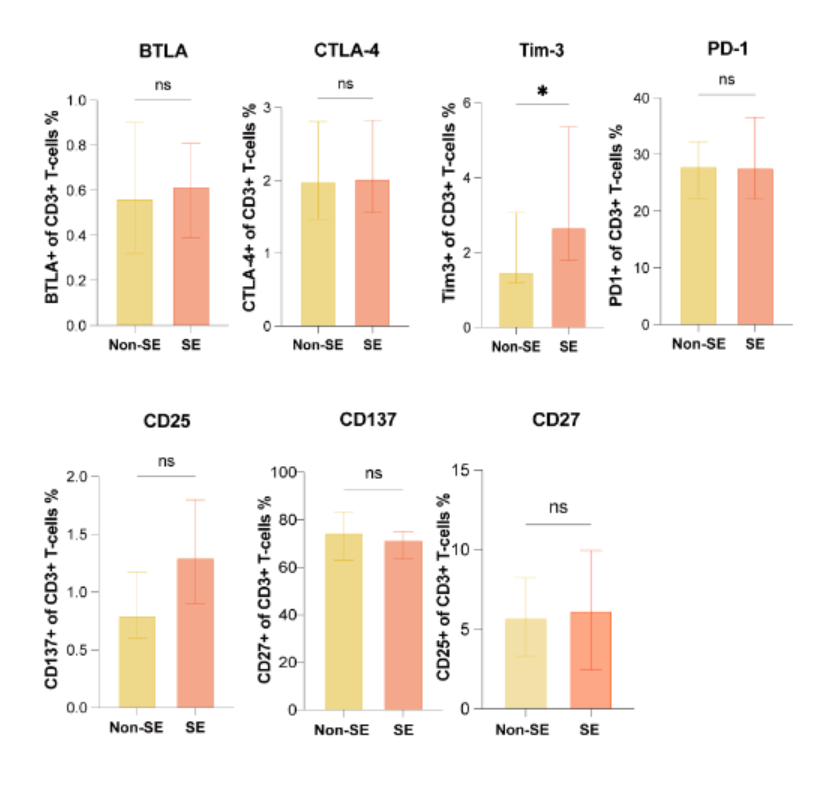 BTLA
ns
BTLA+ of CD3+ T-cells %
1.0
0.8
0.6
0.4
0.2
0.0
Non-SE SE
CTLA-4
ns
CTLA-4+ of CD3+ T-cells %
3
2
1
0
Non-SE SE
Tim-3
*
Tim3+ of CD3+ T-cells %
6
4
2
0
Non-SE SE
PD-1
ns
PD1+ of CD3+ T-cells %
40
30
20
10
0
Non-SE SE
CD25
ns
CD137+ of CD3+ T-cells %
2.0
1.5
1.0
0.5
0.0
Non-SE SE
CD137
ns
CD27+ of CD3+ T-cells %
100
80
60
40
20
0
Non-SE SE
CD27
ns
CD25+ of CD3+ T-cells %
15
10
5
0
Non-SE SE